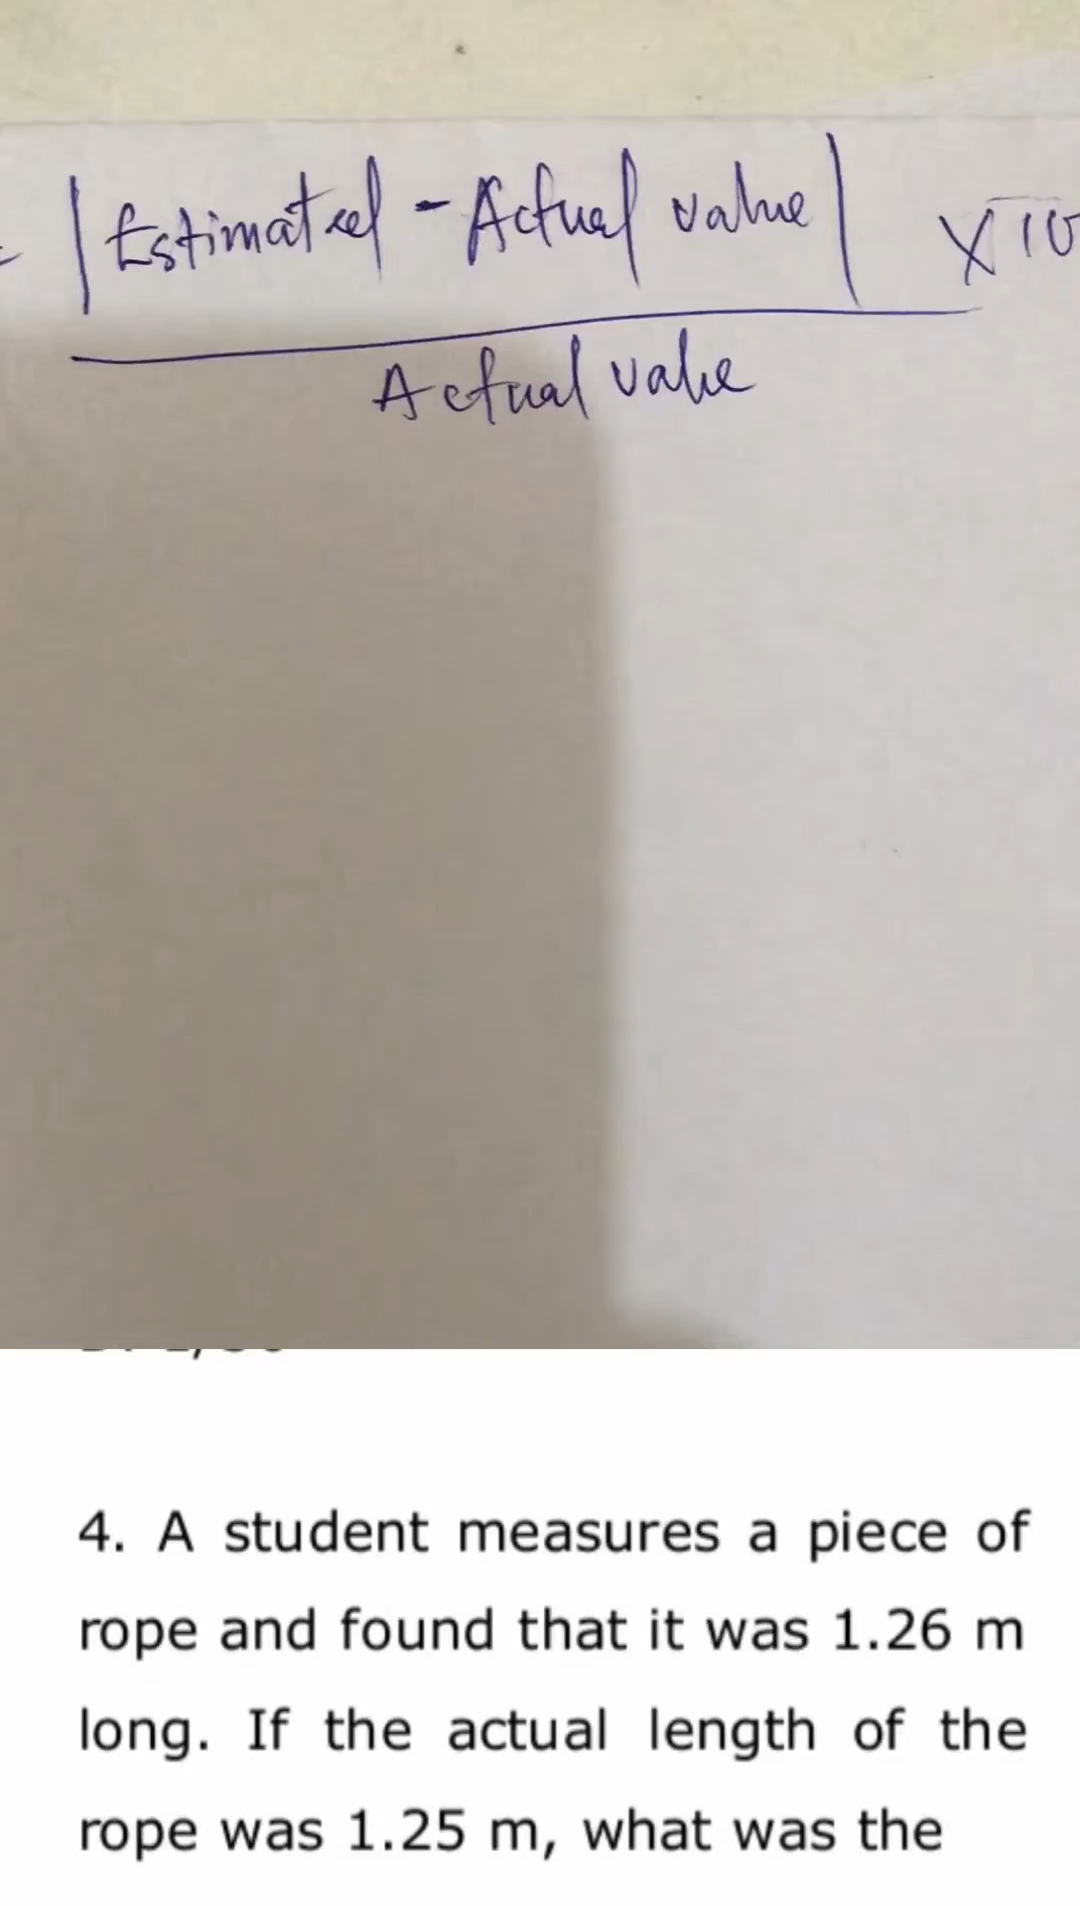 |Estimated - Actual value| X10
Actual value
4. A student measures a piece of
rope and found that it was 1.26 m
long. If the actual length of the
rope was 1.25 m, what was the